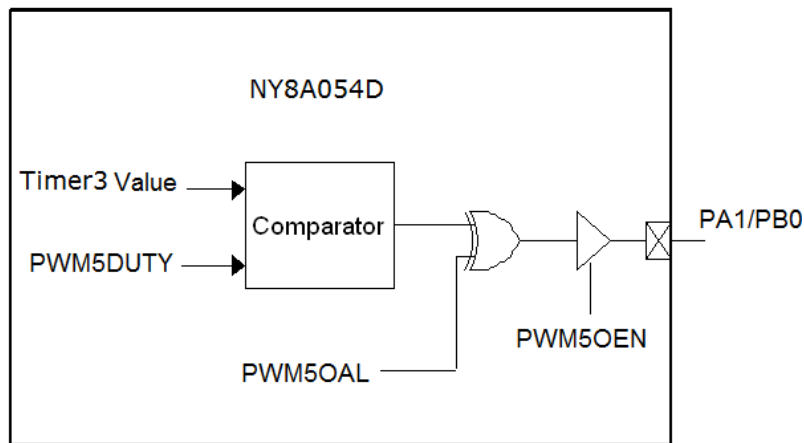 NY8A054D
Timer3 Value
Comparator
PA1/PB0
PWM5DUTY
PWM5OEN
PWM5OAL